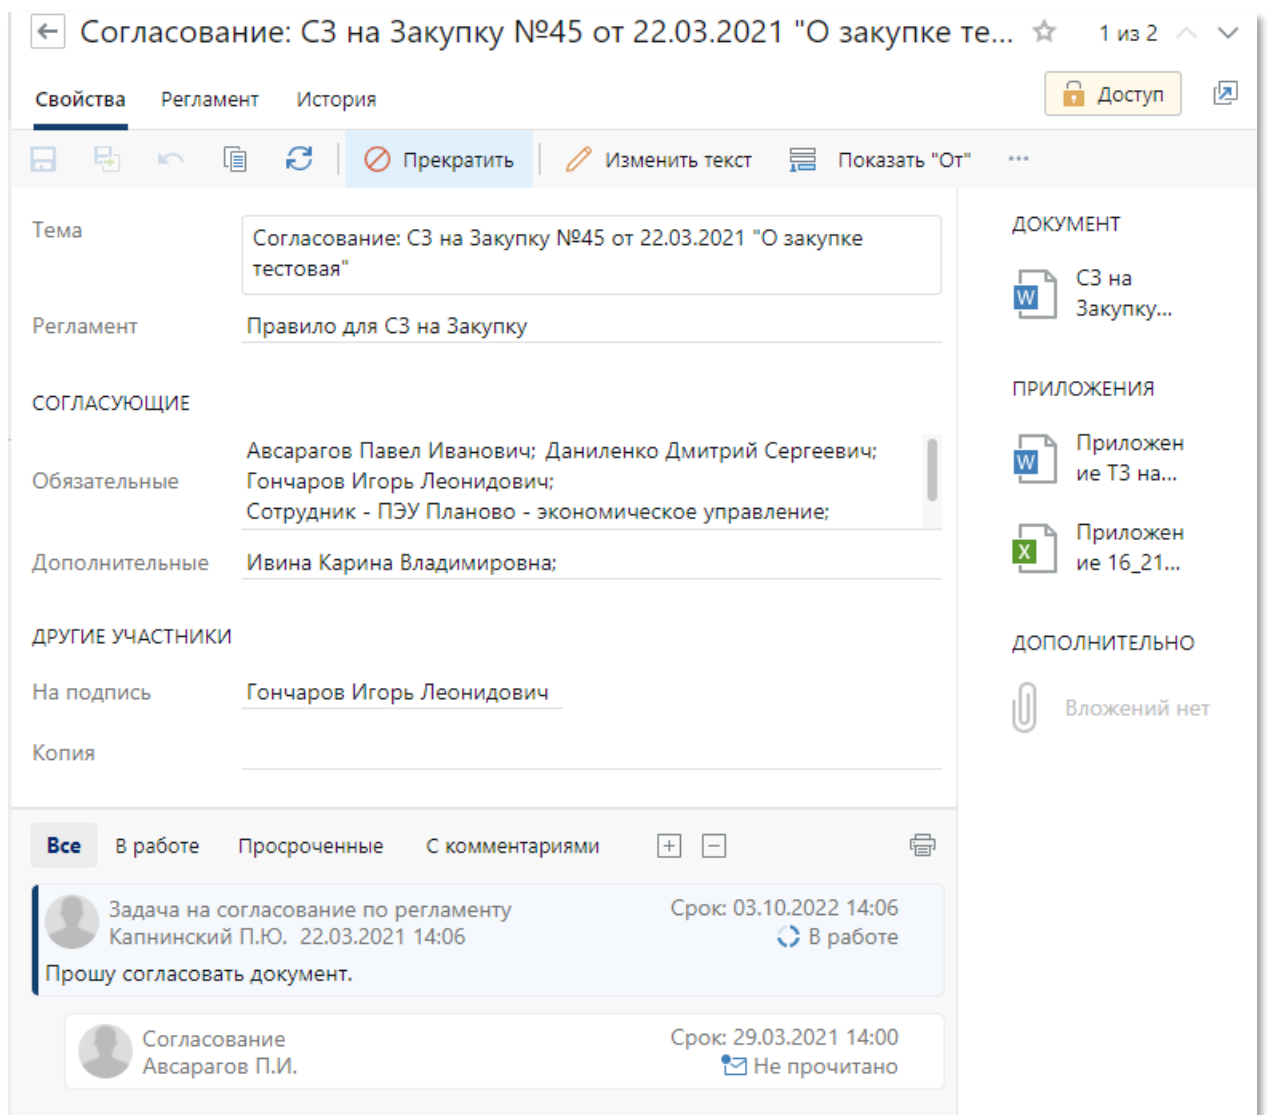 Согласование: СЗ на Закупку №45 от 22.03.2021 "О закупке те...
1 из 2
Свойства
Регламент
История
Доступ
Прекратить
Изменить текст
Показать "От"
Тема
Согласование: СЗ на Закупку №45 от 22.03.2021 "О закупке
тестовая"
Регламент
Правило для СЗ на Закупку
СОГЛАСУЮЩИЕ
Обязательные
Авсарагов Павел Иванович; Даниленко Дмитрий Сергеевич;
Гончаров Игорь Леонидович;
Сотрудник - ПЭУ Планово - экономическое управление;
Дополнительные
Ивина Карина Владимировна;
ДРУГИЕ УЧАСТНИКИ
На подпись
Гончаров Игорь Леонидович
Копия
ДОКУМЕНТ
W
СЗ на
Закупку...
ПРИЛОЖЕНИЯ
W
Приложен
ие ТЗ на...
X
Приложен
ие 16_21...
ДОПОЛНИТЕЛЬНО
Вложений нет
Все
В работе
Просроченные
С комментариями
Задача на согласование по регламенту
Срок: 03.10.2022 14:06
Капнинский П.Ю. 22.03.2021 14:06
В работе
Прошу согласовать документ.
Согласование
Срок: 29.03.2021 14:00
Авсарагов П.И.
Не прочитано